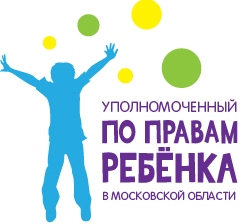 УПОЛНОМОЧЕННЫЙ
ПО ПРАВАМ
РЕБЁНКА
В МОСКОВСКОЙ ОБЛАСТИ